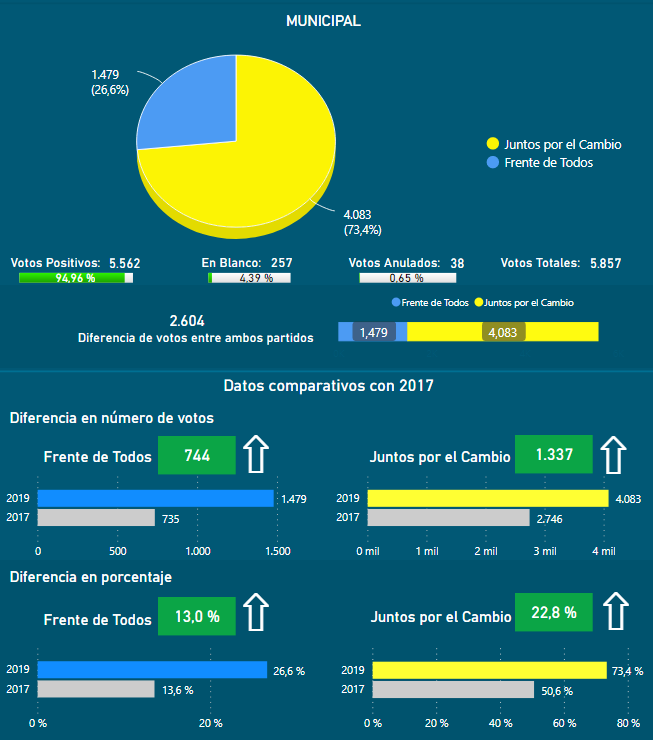 MUNICIPAL
1.479
(26,6%)
Juntos por el Cambio
Frente de Todos
4.083
(73,4%)
Votos Positivos: 5.562
94,96 %
En Blanco: 257
4,39 %
Votos Anulados: 38
0,65 %
Votos Totales: 5.857
Frente de Todos Juntos por el Cambio
2.604
Diferencia de votos entre ambos partidos
1,479 4,083
Datos comparativos con 2017
Diferencia en número de votos
Frente de Todos 744
2019 1.479
2017 735
0 500 1.000 1.500
Juntos por el Cambio 1.337
2019 4.083
2017 2.746
0 mil 1 mil 2 mil 3 mil 4 mil
Diferencia en porcentaje
Frente de Todos 13,0 %
2019 26,6 %
2017 13,6 %
0 % 20 %
Juntos por el Cambio 22,8 %
2019 73,4 %
2017 50,6 %
0 % 20 % 40 % 60 % 80 %